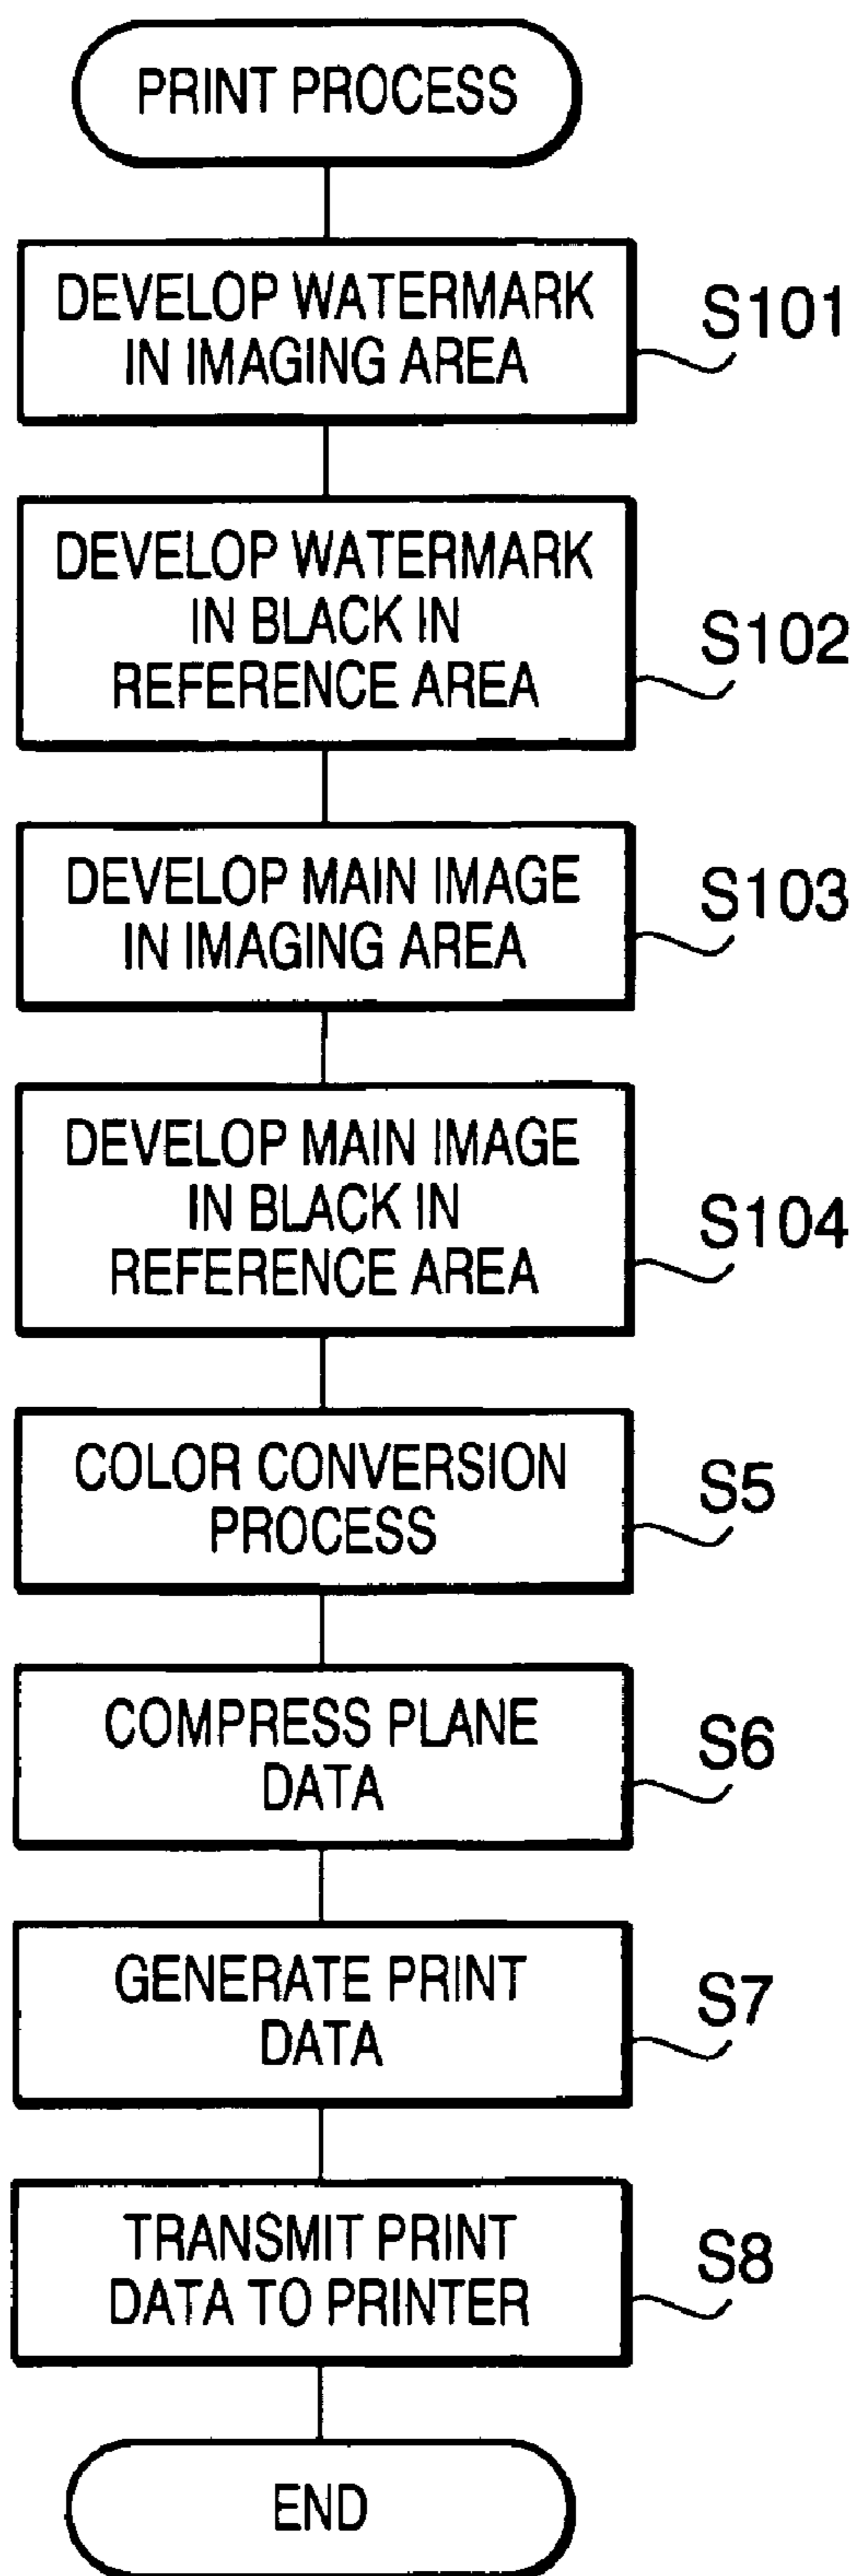 PRINT PROCESS
DEVELOP WATERMARK
IN IMAGING AREA
S101
DEVELOP WATERMARK
IN BLACK IN
REFERENCE AREA
S102
DEVELOP MAIN IMAGE
IN IMAGING AREA
S103
DEVELOP MAIN IMAGE
IN BLACK IN
REFERENCE AREA
S104
COLOR CONVERSION
PROCESS
S5
COMPRESS PLANE
DATA
S6
GENERATE PRINT
DATA
S7
TRANSMIT PRINT
DATA TO PRINTER
S8
END